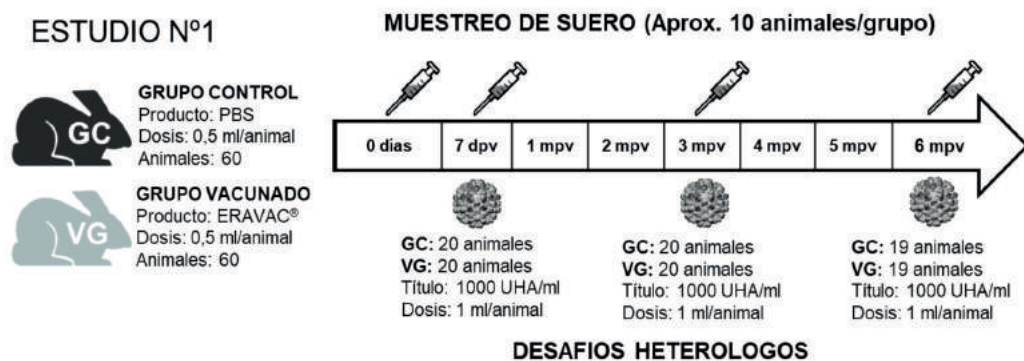 ESTUDIO Nº1
MUESTREO DE SUERO (Aprox. 10 animales/grupo)
GC
GRUPO CONTROL
Producto: PBS
Dosis: 0,5 ml/animal
Animales: 60
VG
GRUPO VACUNADO
Producto: ERAVAC®
Dosis: 0,5 ml/animal
Animales: 60
0 dias
7 dpv
1 mpv
2 mpv
3 mpv
4 mpv
5 mpv
6 mpv
GC: 20 animales
VG: 20 animales
Título: 1000 UHA/ml
Dosis: 1 ml/animal
GC: 20 animales
VG: 20 animales
Título: 1000 UHA/ml
Dosis: 1 ml/animal
GC: 19 animales
VG: 19 animales
Título: 1000 UHA/ml
Dosis: 1 ml/animal
DESAFIOS HETEROLOGOS